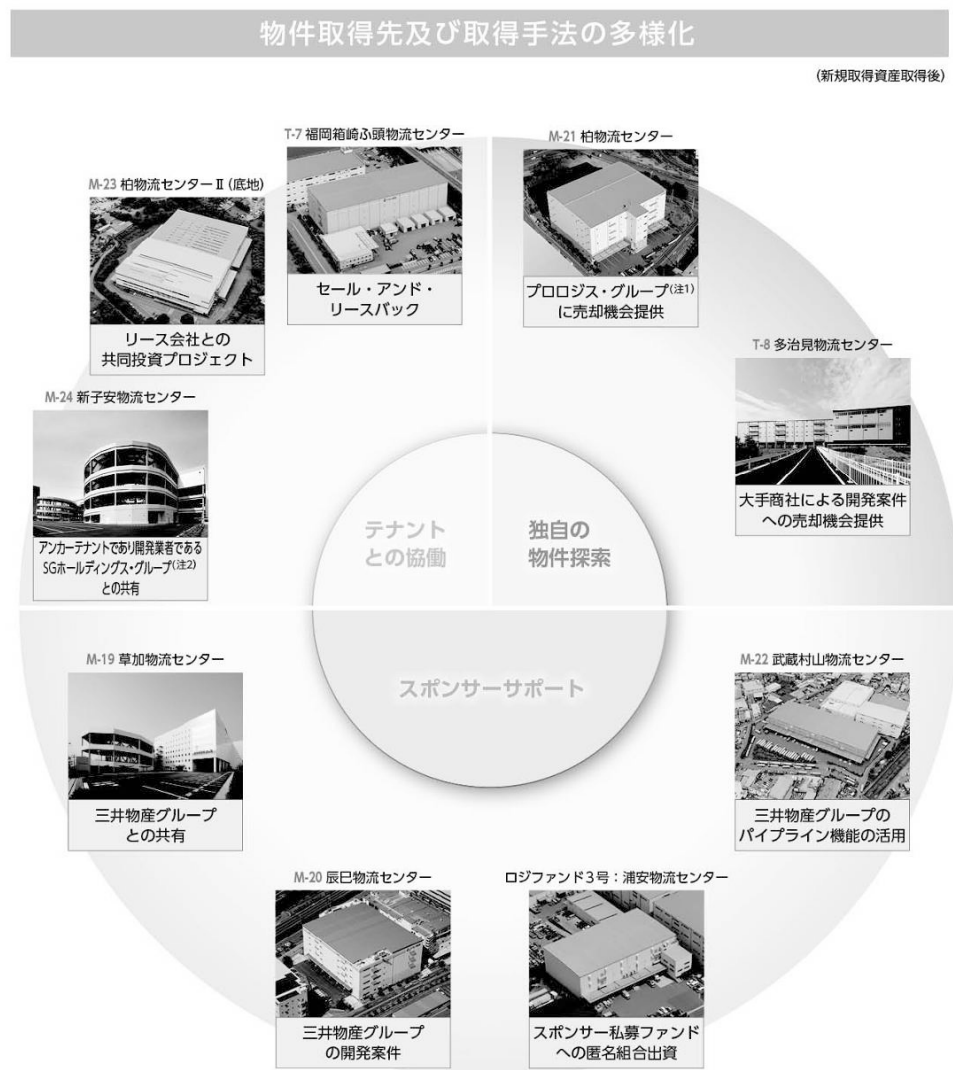 物件取得先及び取得手法の多様化
(新規取得資産取得後)
T-7 福岡箱崎ふ頭物流センター
セール・アンド・
リースバック
M-21 柏物流センター
プロロジス・グループ(注1)
に売却機会提供
M-23 柏物流センターⅡ(底地)
リース会社との
共同投資プロジェクト
T-8 多治見物流センター
大手商社による開発案件
への売却機会提供
M-24 新子安物流センター
アンカーテナントであり開発業者である
SGホールディングス・グループ(注2)
との共有
テナント
との協働
独自の
物件探索
スポンサーサポート
M-19 草加物流センター
三井物産グループ
との共有
M-22 武蔵村山物流センター
三井物産グループの
パイプライン機能の活用
M-20 辰巳物流センター
三井物産グループ
の開発案件
ロジファンド3号：浦安物流センター
スポンサー私募ファンド
への匿名組合出資